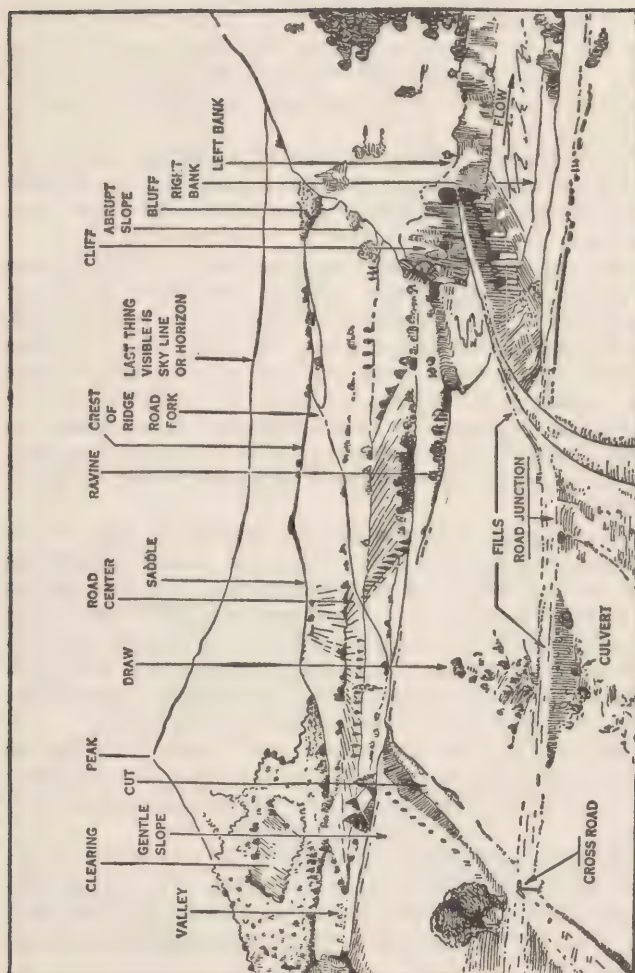 CLEARING
PEAK
DRAW
ROAD
CENTER
RAVINE
CREST
OF
RIDGE
LAST THING
VISIBLE IS
SKY LINE
OR HORIZON
CLIFF
ABRUPT
SLOPE
VALLEY
GENTLE
SLOPE
CUT
SADDLE
ROAD
FORK
BLUFF
RIGHT
BANK
LEFT BANK
FLOW
FILLS
ROAD JUNCTION
CROSS ROAD
CULVERT